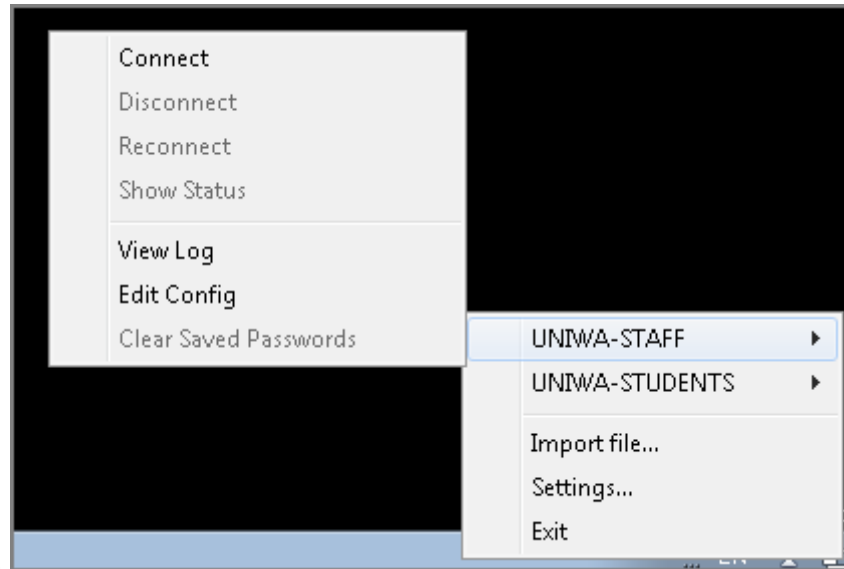 Connect
Disconnect
Reconnect
Show Status
View Log
Edit Config
Clear Saved Passwords
UNIWA-STAFF
UNIWA-STUDENTS
Import file...
Settings...
Exit
EN